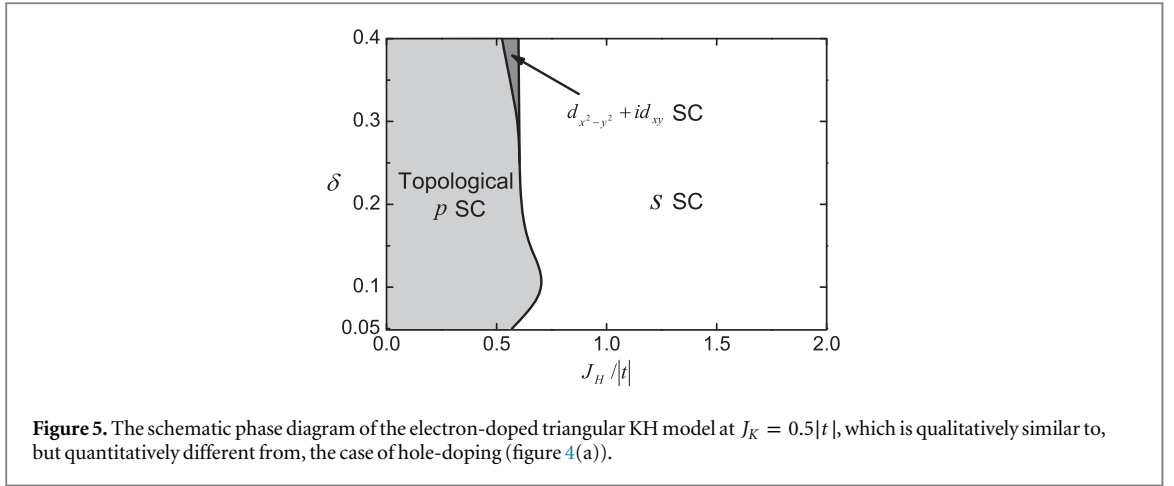 0.4
d_{x^2-y^2} + id_{xy} SC
0.3
δ
Topological
p SC
0.2
s SC
0.1
0.05
0.0 0.5 1.0 1.5 2.0
J_H/|t|
Figure 5. The schematic phase diagram of the electron-doped triangular KH model at J_K = 0.5|t|, which is qualitatively similar to,
but quantitatively different from, the case of hole-doping (figure 4(a)).